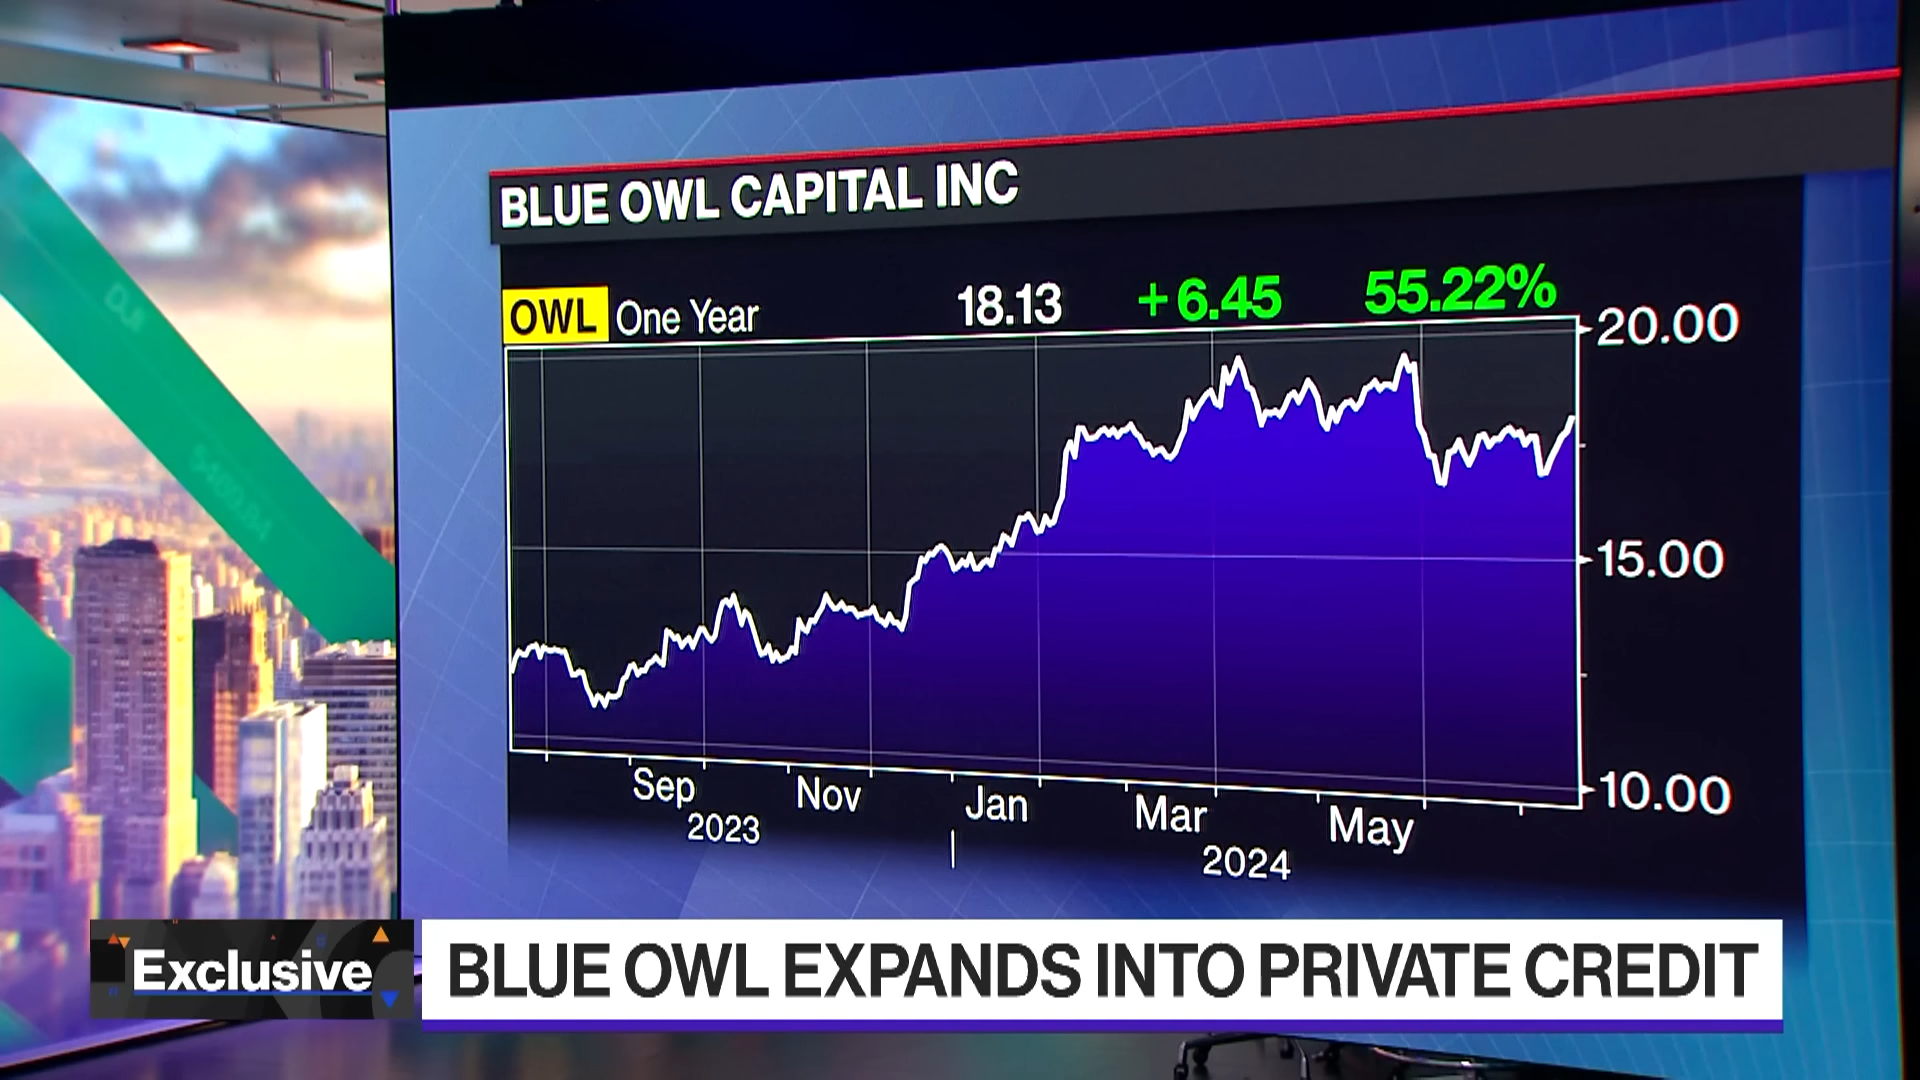 BLUE OWL CAPITAL INC
OWL One Year 18.13 +6.45 55.22%
20.00
15.00
10.00
Sep Nov Jan Mar May
2023 2024
DJI
Exclusive
BLUE OWL EXPANDS INTO PRIVATE CREDIT